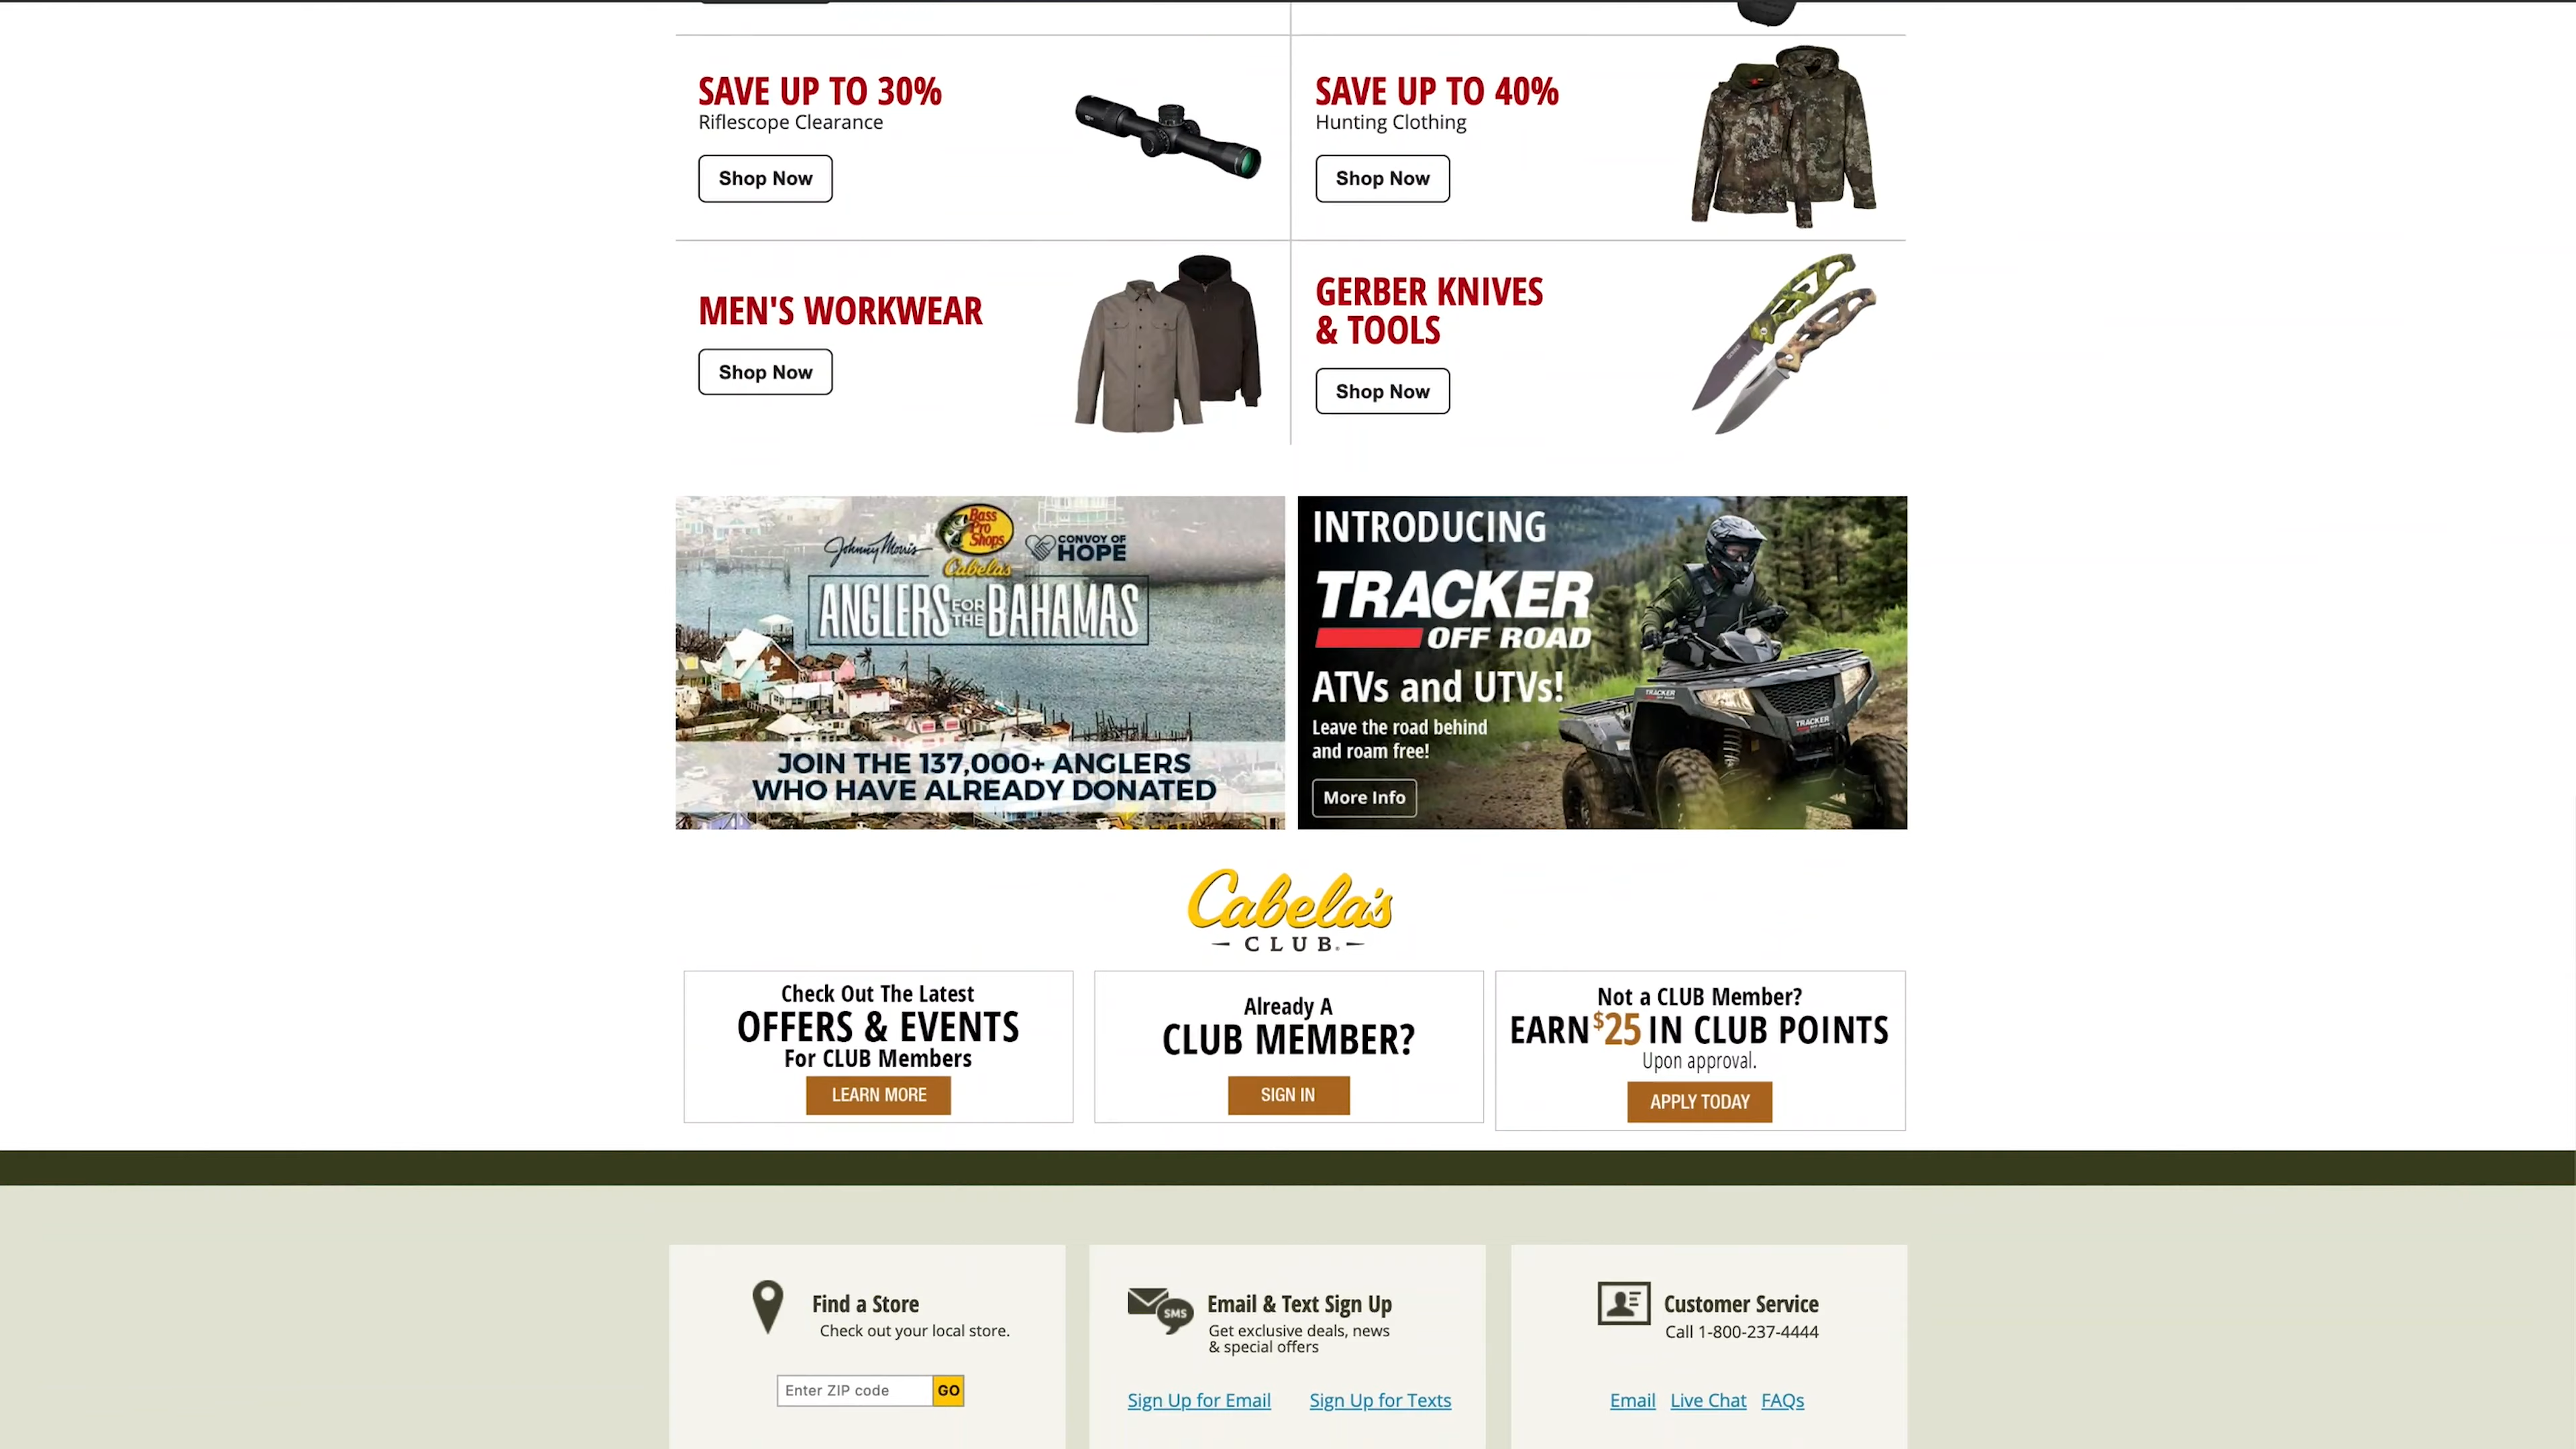 SAVE UP TO 30%
Riflescope Clearance
Shop Now
SAVE UP TO 40%
Hunting Clothing
Shop Now
MEN'S WORKWEAR
Shop Now
GERBER KNIVES
& TOOLS
Shop Now
Johnny Morris
Bass
Pro
Shops
Cabela's
CONVOY OF
HOPE
ANGLERS FOR THE BAHAMAS
JOIN THE 137,000+ ANGLERS
WHO HAVE ALREADY DONATED
INTRODUCING
TRACKER
OFF ROAD
ATVs and UTVs!
Leave the road behind
and roam free!
More Info
TRACKER
OFF ROAD
TRACKER
Cabela's
CLUB®
Check Out The Latest
OFFERS & EVENTS
For CLUB Members
LEARN MORE
Already A
CLUB MEMBER?
SIGN IN
Not a CLUB Member?
EARN $25 IN CLUB POINTS
Upon approval.
APPLY TODAY
Find a Store
Check out your local store.
Enter ZIP code
GO
SMS
Email & Text Sign Up
Get exclusive deals, news
& special offers
Sign Up for Email
Sign Up for Texts
Customer Service
Call 1-800-237-4444
Email Live Chat FAQs